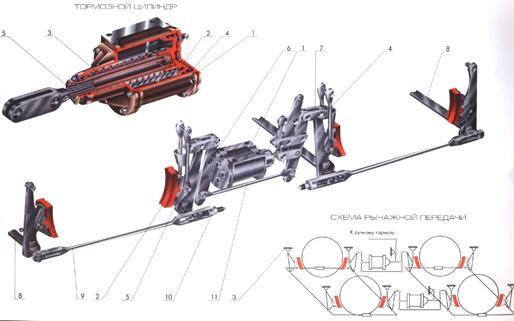 ТОРМОЗНОЙ ЦИЛИНДР
5 3 2 4 1
6 1 7 4 8
СХЕМА РЫЧАЖНОЙ ПЕРЕДАЧИ
К ручному тормозу
8 9 2 5 10 11 3